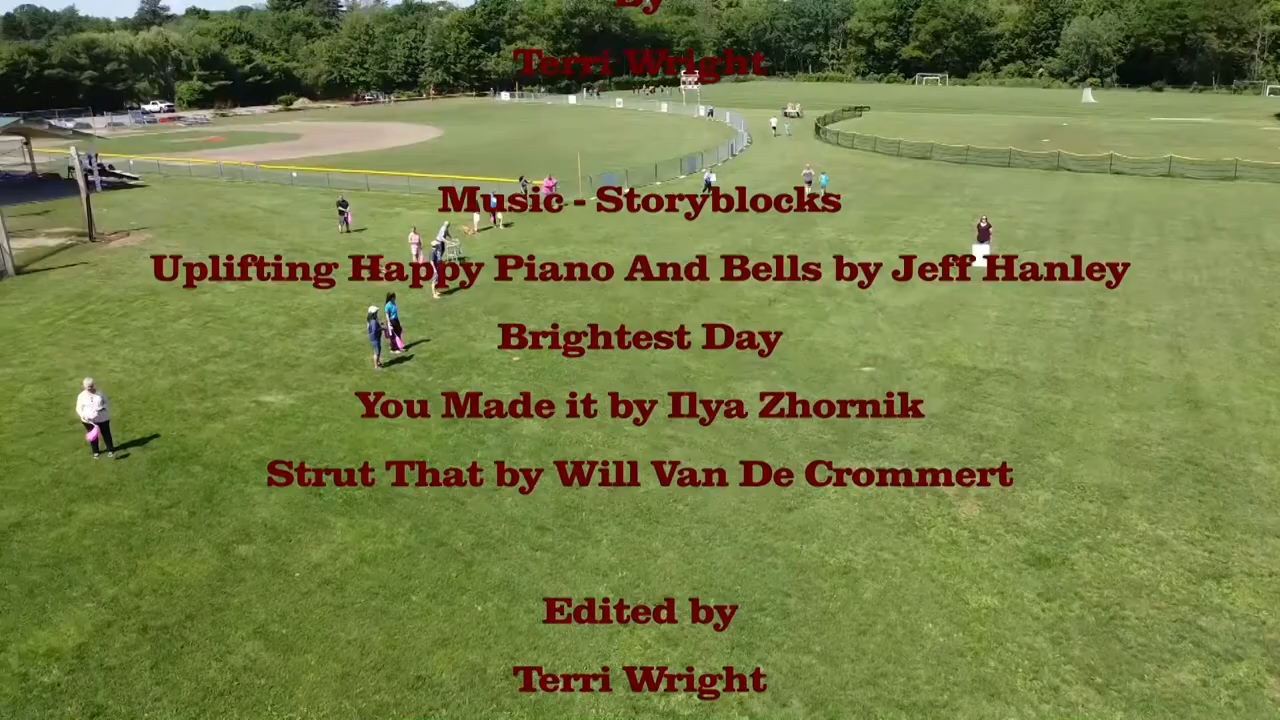 By
Terri Wright
Music - Storyblocks
Uplifting Happy Piano And Bells by Jeff Hanley
Brightest Day
You Made it by Ilya Zhornik
Strut That by Will Van De Crommert
Edited by
Terri Wright